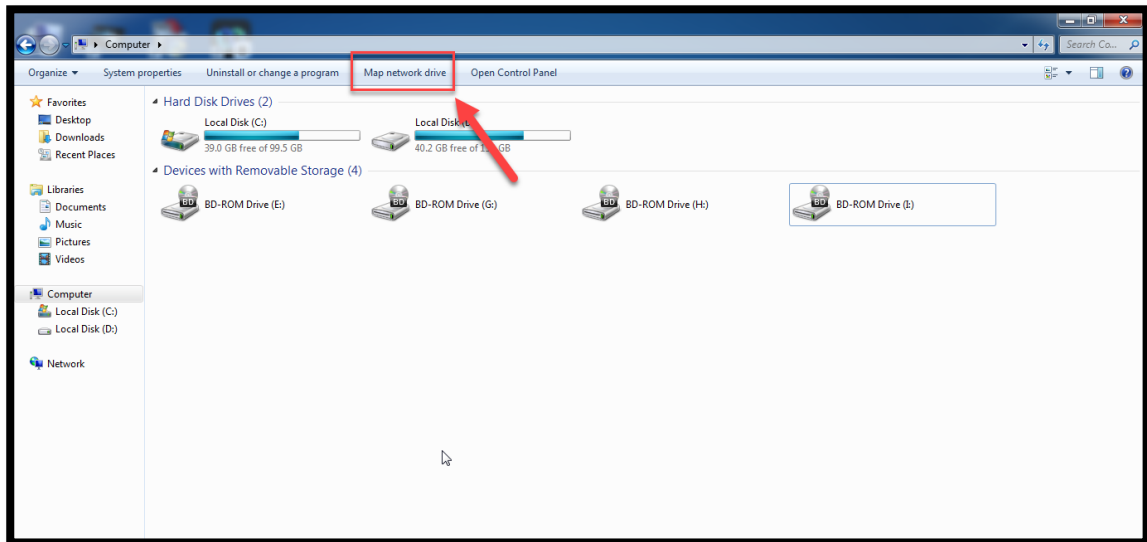 Computer
Search Co...
Organize System properties Uninstall or change a program Map network drive Open Control Panel
Favorites
Desktop
Downloads
Recent Places
Libraries
Documents
Music
Pictures
Videos
Computer
Local Disk (C:)
Local Disk (D:)
Network
Hard Disk Drives (2)
Local Disk (C:) Local Disk
39.0 GB free of 99.5 GB 40.2 GB free of GB
Devices with Removable Storage (4)
BD-ROM Drive (E:) BD-ROM Drive (G:) BD-ROM Drive (H:) BD-ROM Drive (I:)
BD BD BD BD